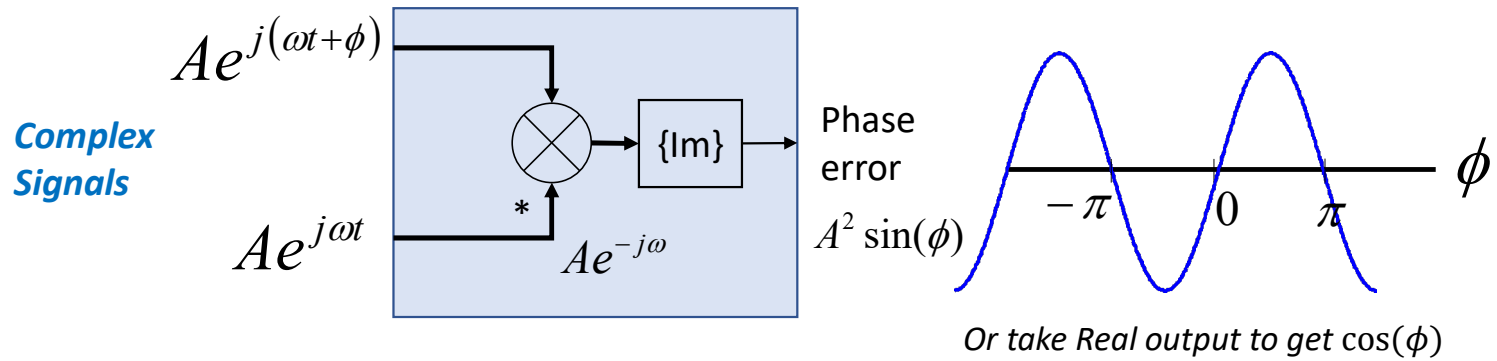 Ae^{j(ωt+ϕ)}
Complex
Signals
{Im}
*
Ae^{jωt}
Ae^{-jω}
Phase
error
A² sin(ϕ)
-π
0
π
ϕ
Or take Real output to get cos(ϕ)